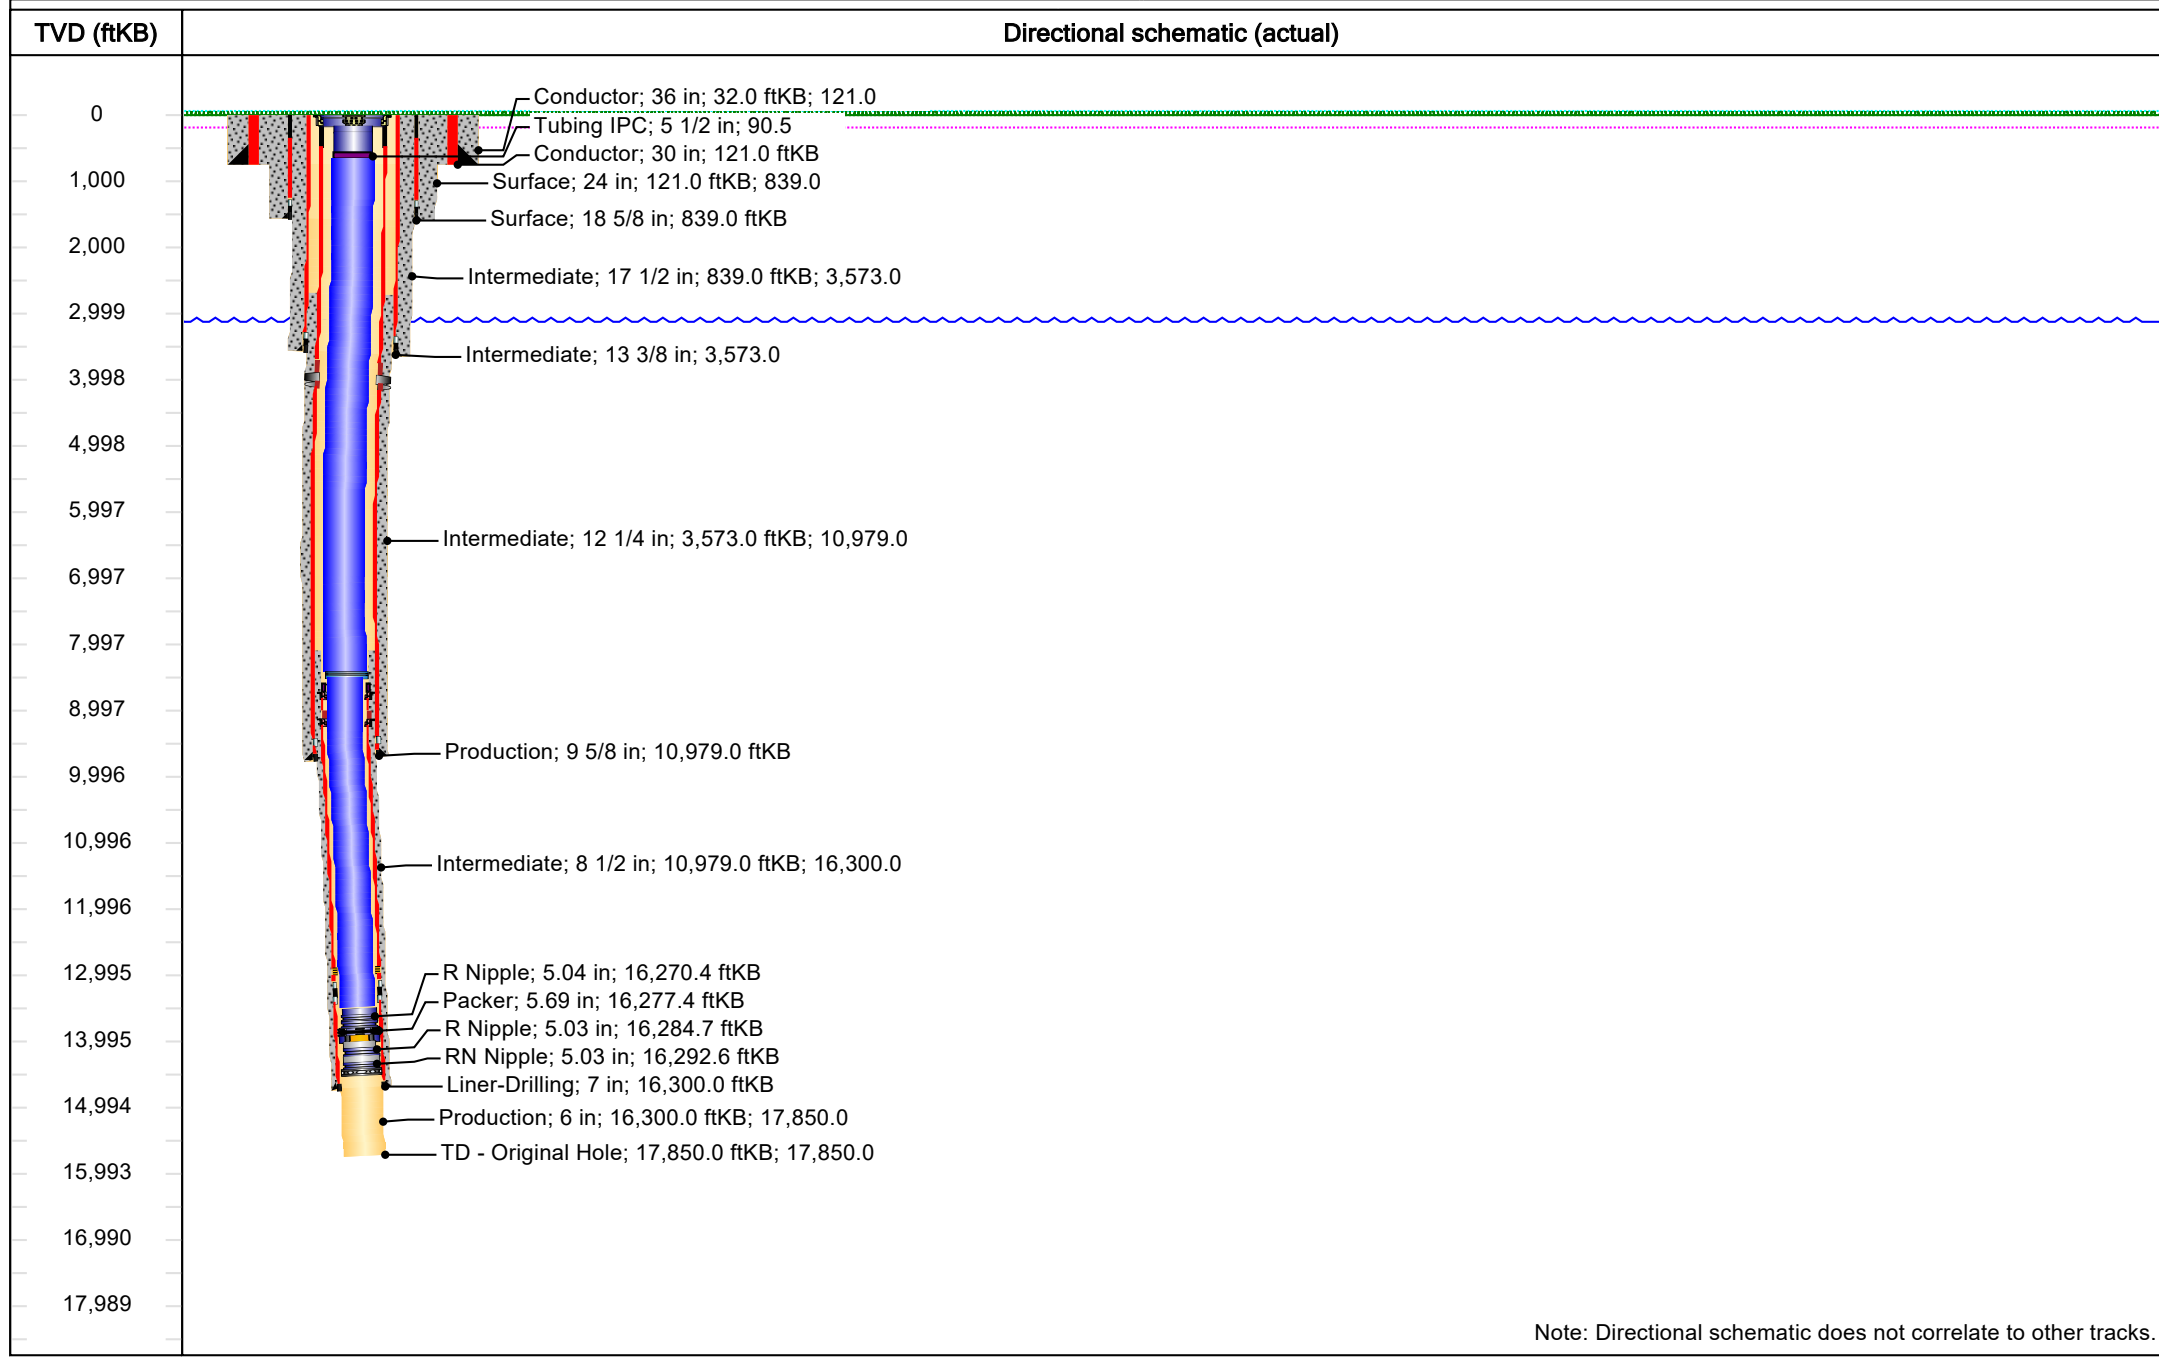 TVD (ftKB)
Directional schematic (actual)
0
1,000
2,000
2,999
3,998
4,998
5,997
6,997
7,997
8,997
9,996
10,996
11,996
12,995
13,995
14,994
15,993
16,990
17,989
Conductor; 36 in; 32.0 ftKB; 121.0
Tubing IPC; 5 1/2 in; 90.5
Conductor; 30 in; 121.0 ftKB
Surface; 24 in; 121.0 ftKB; 839.0
Surface; 18 5/8 in; 839.0 ftKB
Intermediate; 17 1/2 in; 839.0 ftKB; 3,573.0
Intermediate; 13 3/8 in; 3,573.0
Intermediate; 12 1/4 in; 3,573.0 ftKB; 10,979.0
Production; 9 5/8 in; 10,979.0 ftKB
Intermediate; 8 1/2 in; 10,979.0 ftKB; 16,300.0
R Nipple; 5.04 in; 16,270.4 ftKB
Packer; 5.69 in; 16,277.4 ftKB
R Nipple; 5.03 in; 16,284.7 ftKB
RN Nipple; 5.03 in; 16,292.6 ftKB
Liner-Drilling; 7 in; 16,300.0 ftKB
Production; 6 in; 16,300.0 ftKB; 17,850.0
TD - Original Hole; 17,850.0 ftKB; 17,850.0
Note: Directional schematic does not correlate to other tracks.